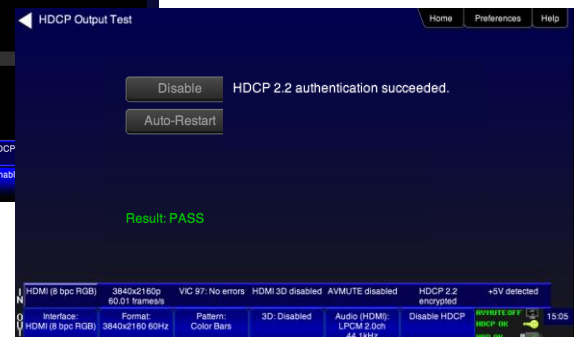 HDCP Output Test
Home
Preferences
Help
Disable
HDCP 2.2 authentication succeeded.
Auto-Restart
Result: PASS
IN
HDMI (8 bpc RGB)
3840x2160p
60.01 frames/s
VIC 97: No errors
HDMI 3D disabled
AVMUTE disabled
HDCP 2.2
encrypted
+5V detected
Interface:
HDMI (8 bpc RGB)
Format:
3840x2160 60Hz
Pattern:
Color Bars
3D: Disabled
Audio (HDMI):
LPCM 2.0ch
44.1kHz
Disable HDCP
AVMUTE OFF
HDCP OK
15:05